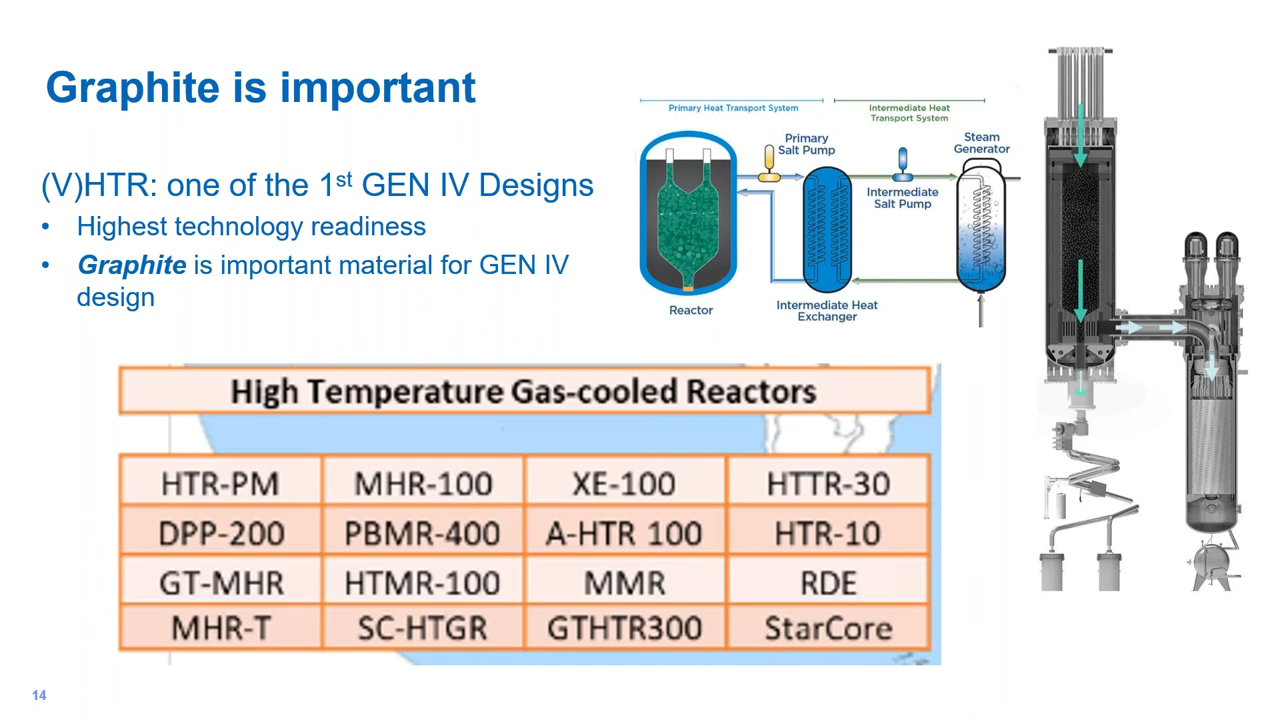 Graphite is important
(V)HTR: one of the 1st GEN IV Designs
• Highest technology readiness
• Graphite is important material for GEN IV
design
Primary Heat Transport System
Intermediate Heat
Transport System
Primary
Salt Pump
Steam
Generator
Intermediate
Salt Pump
Reactor
Intermediate Heat
Exchanger
High Temperature Gas-cooled Reactors
HTR-PM MHR-100 XE-100 HTTR-30
DPP-200 PBMR-400 A-HTR 100 HTR-10
GT-MHR HTMR-100 MMR RDE
MHR-T SC-HTGR GTHTR300 StarCore
14